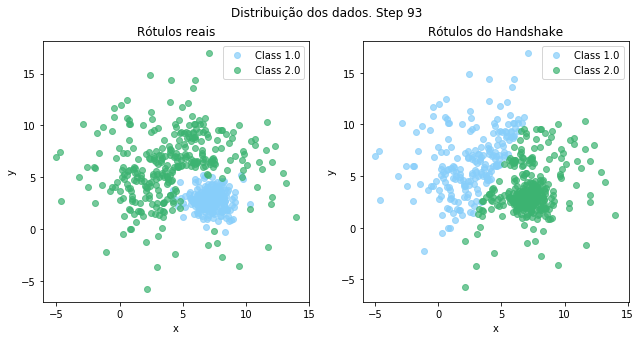 Distribuição dos dados. Step 93
Rótulos reais
Class 1.0
Class 2.0
15
10
5
0
−5
y
−5 0 5 10 15
x
Rótulos do Handshake
Class 1.0
Class 2.0
15
10
5
0
−5
y
−5 0 5 10 15
x